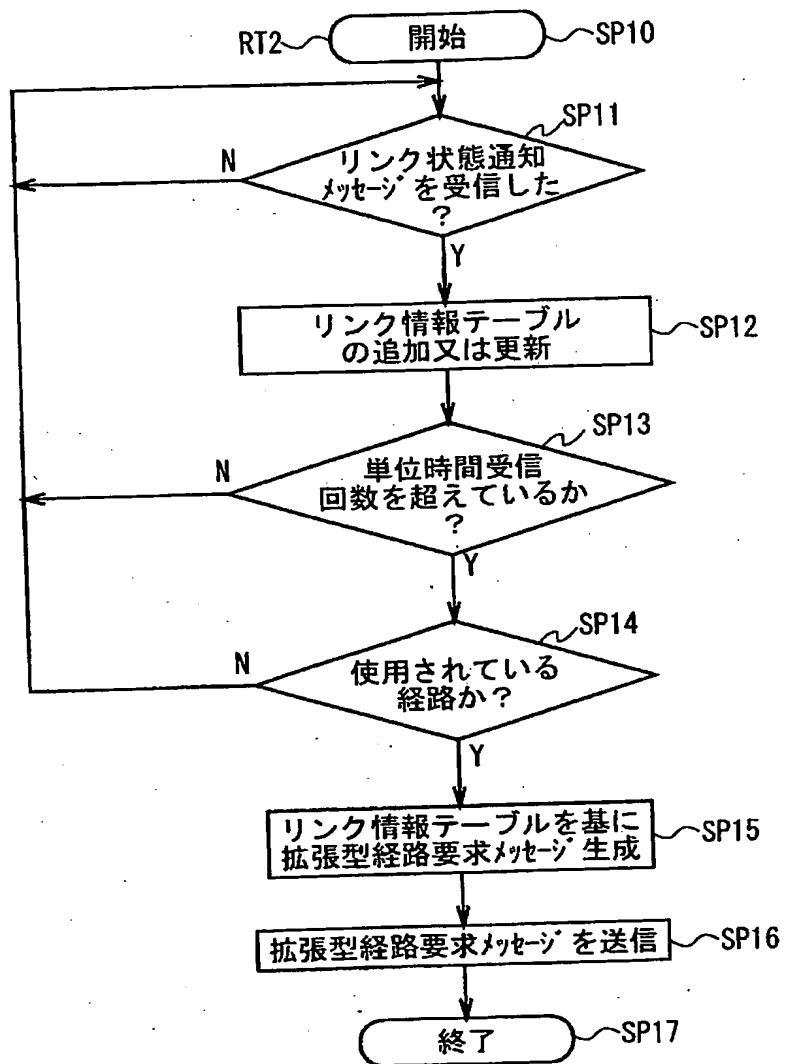 RT2
開始
SP10
SP11
リンク状態通知
メッセージを受信した
?
N
Y
リンク情報テーブル
の追加又は更新
SP12
SP13
単位時間受信
回数を超えているか
?
N
Y
SP14
使用されている
経路か?
N
Y
リンク情報テーブルを基に
拡張型経路要求メッセージ生成
SP15
拡張型経路要求メッセージを送信
SP16
終了
SP17